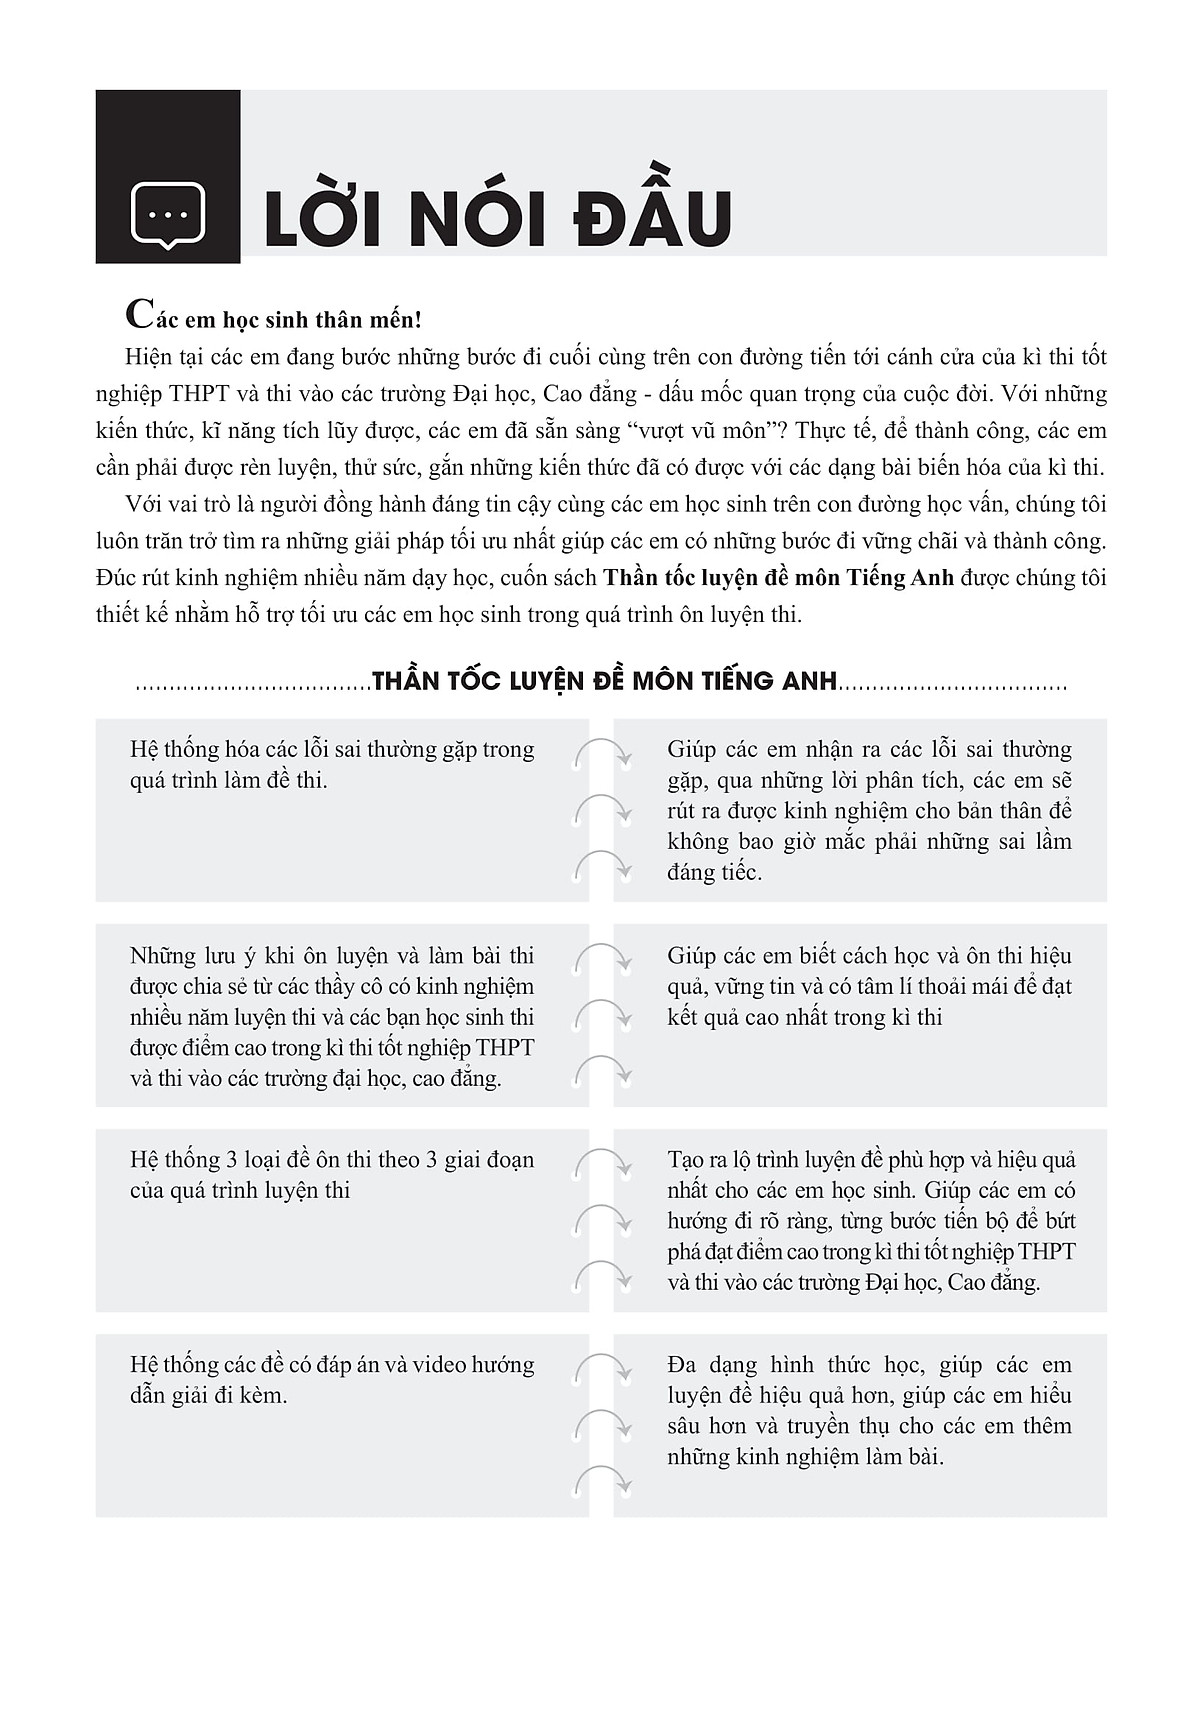 LỜI NÓI ĐẦU
Các em học sinh thân mến!
Hiện tại các em đang bước những bước đi cuối cùng trên con đường tiến tới cánh cửa của kì thi tốt
nghiệp THPT và thi vào các trường Đại học, Cao đẳng - dấu mốc quan trọng của cuộc đời. Với những
kiến thức, kĩ năng tích lũy được, các em đã sẵn sàng “vượt vũ môn”? Thực tế, để thành công, các em
cần phải được rèn luyện, thử sức, gắn những kiến thức đã có được với các dạng bài biến hóa của kì thi.
Với vai trò là người đồng hành đáng tin cậy cùng các em học sinh trên con đường học vấn, chúng tôi
luôn trăn trở tìm ra những giải pháp tối ưu nhất giúp các em có những bước đi vững chãi và thành công.
Đúc rút kinh nghiệm nhiều năm dạy học, cuốn sách Thần tốc luyện đề môn Tiếng Anh được chúng tôi
thiết kế nhằm hỗ trợ tối ưu các em học sinh trong quá trình ôn luyện thi.
...................................THẦN TỐC LUYỆN ĐỀ MÔN TIẾNG ANH..................................
Hệ thống hóa các lỗi sai thường gặp trong
quá trình làm đề thi.
Giúp các em nhận ra các lỗi sai thường
gặp, qua những lời phân tích, các em sẽ
rút ra được kinh nghiệm cho bản thân để
không bao giờ mắc phải những sai lầm
đáng tiếc.
Những lưu ý khi ôn luyện và làm bài thi
được chia sẻ từ các thầy cô có kinh nghiệm
nhiều năm luyện thi và các bạn học sinh thi
được điểm cao trong kì thi tốt nghiệp THPT
và thi vào các trường đại học, cao đẳng.
Giúp các em biết cách học và ôn thi hiệu
quả, vững tin và có tâm lí thoải mái để đạt
kết quả cao nhất trong kì thi
Hệ thống 3 loại đề ôn thi theo 3 giai đoạn
của quá trình luyện thi
Tạo ra lộ trình luyện đề phù hợp và hiệu quả
nhất cho các em học sinh. Giúp các em có
hướng đi rõ ràng, từng bước tiến bộ để bứt
phá đạt điểm cao trong kì thi tốt nghiệp THPT
và thi vào các trường Đại học, Cao đẳng.
Hệ thống các đề có đáp án và video hướng
dẫn giải đi kèm.
Đa dạng hình thức học, giúp các em
luyện đề hiệu quả hơn, giúp các em hiểu
sâu hơn và truyền thụ cho các em thêm
những kinh nghiệm làm bài.